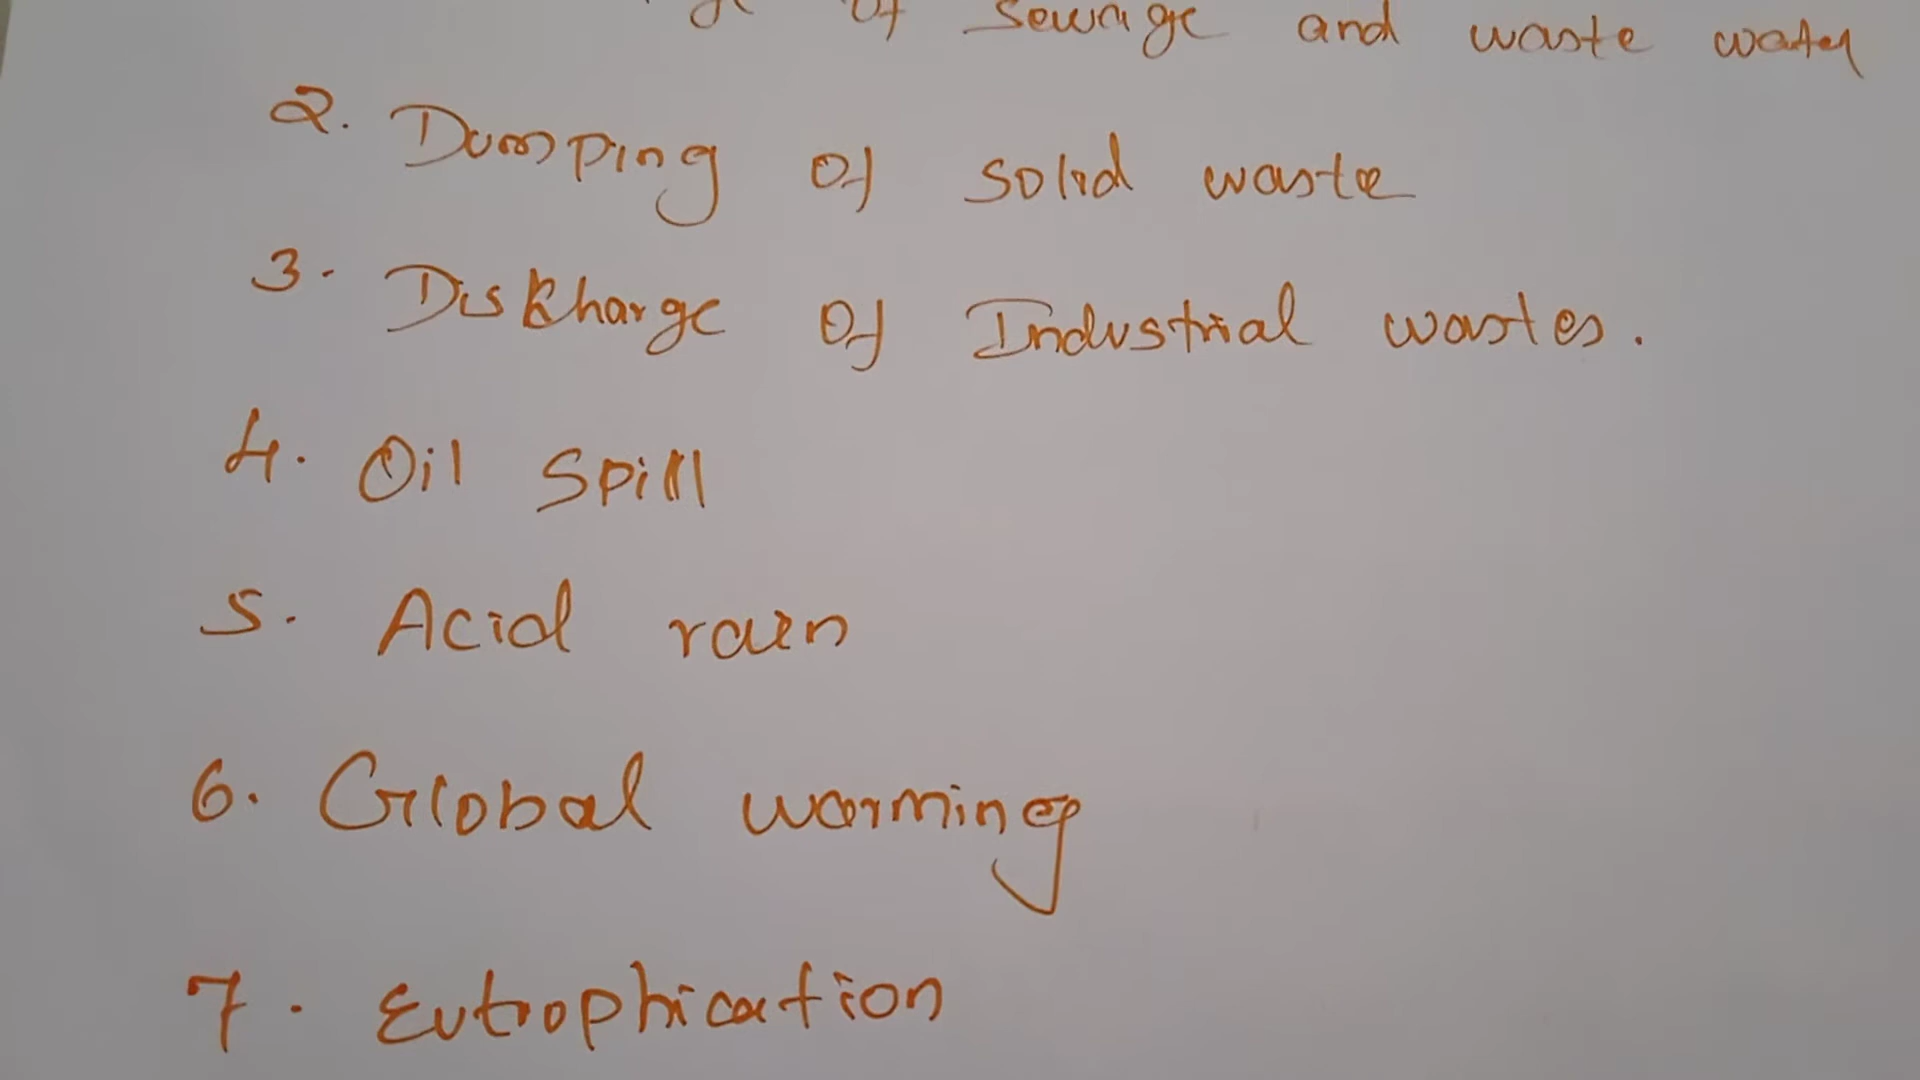 of Sewage and waste water
2. Dumping of solid waste
3. Diskharge of Industrial wastes.
4. Oil Spill
5. Acid rain
6. Global warming
7. Eutrophication